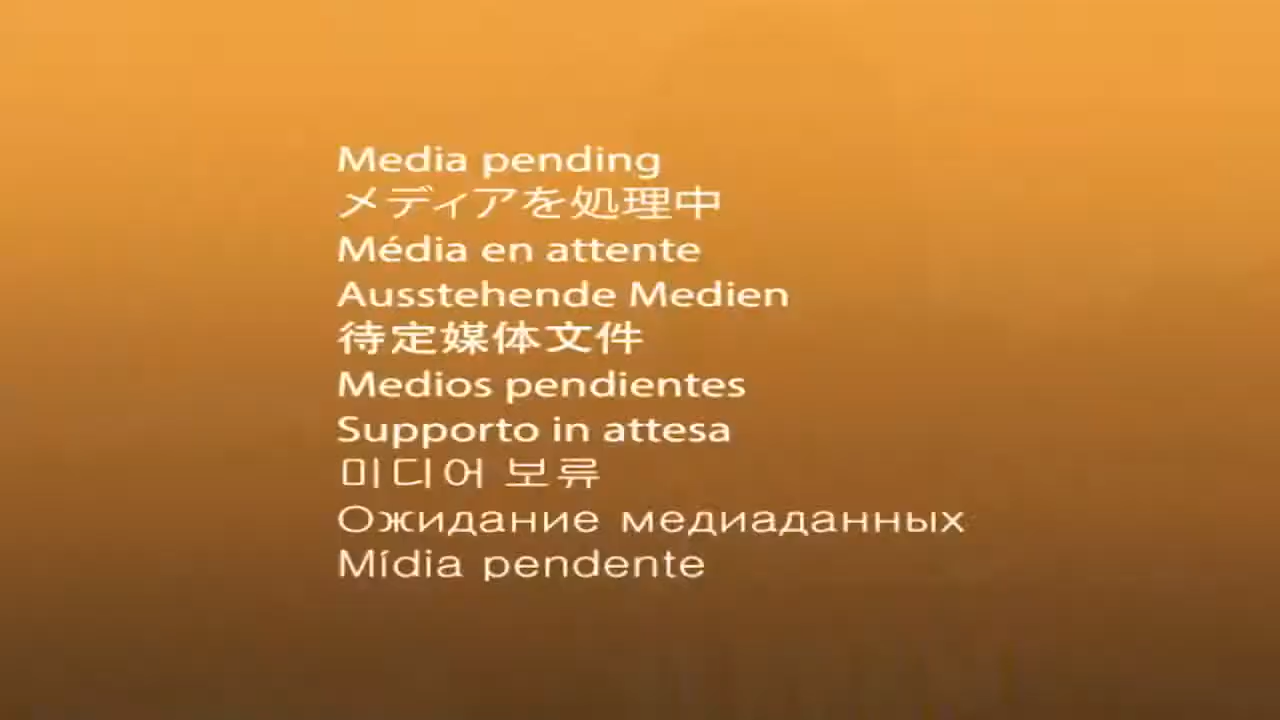 Media pending
メディアを処理中
Média en attente
Ausstehende Medien
待定媒体文件
Medios pendientes
Supporto in attesa
미디어 보류
Ожидание медиаданных
Mídia pendente